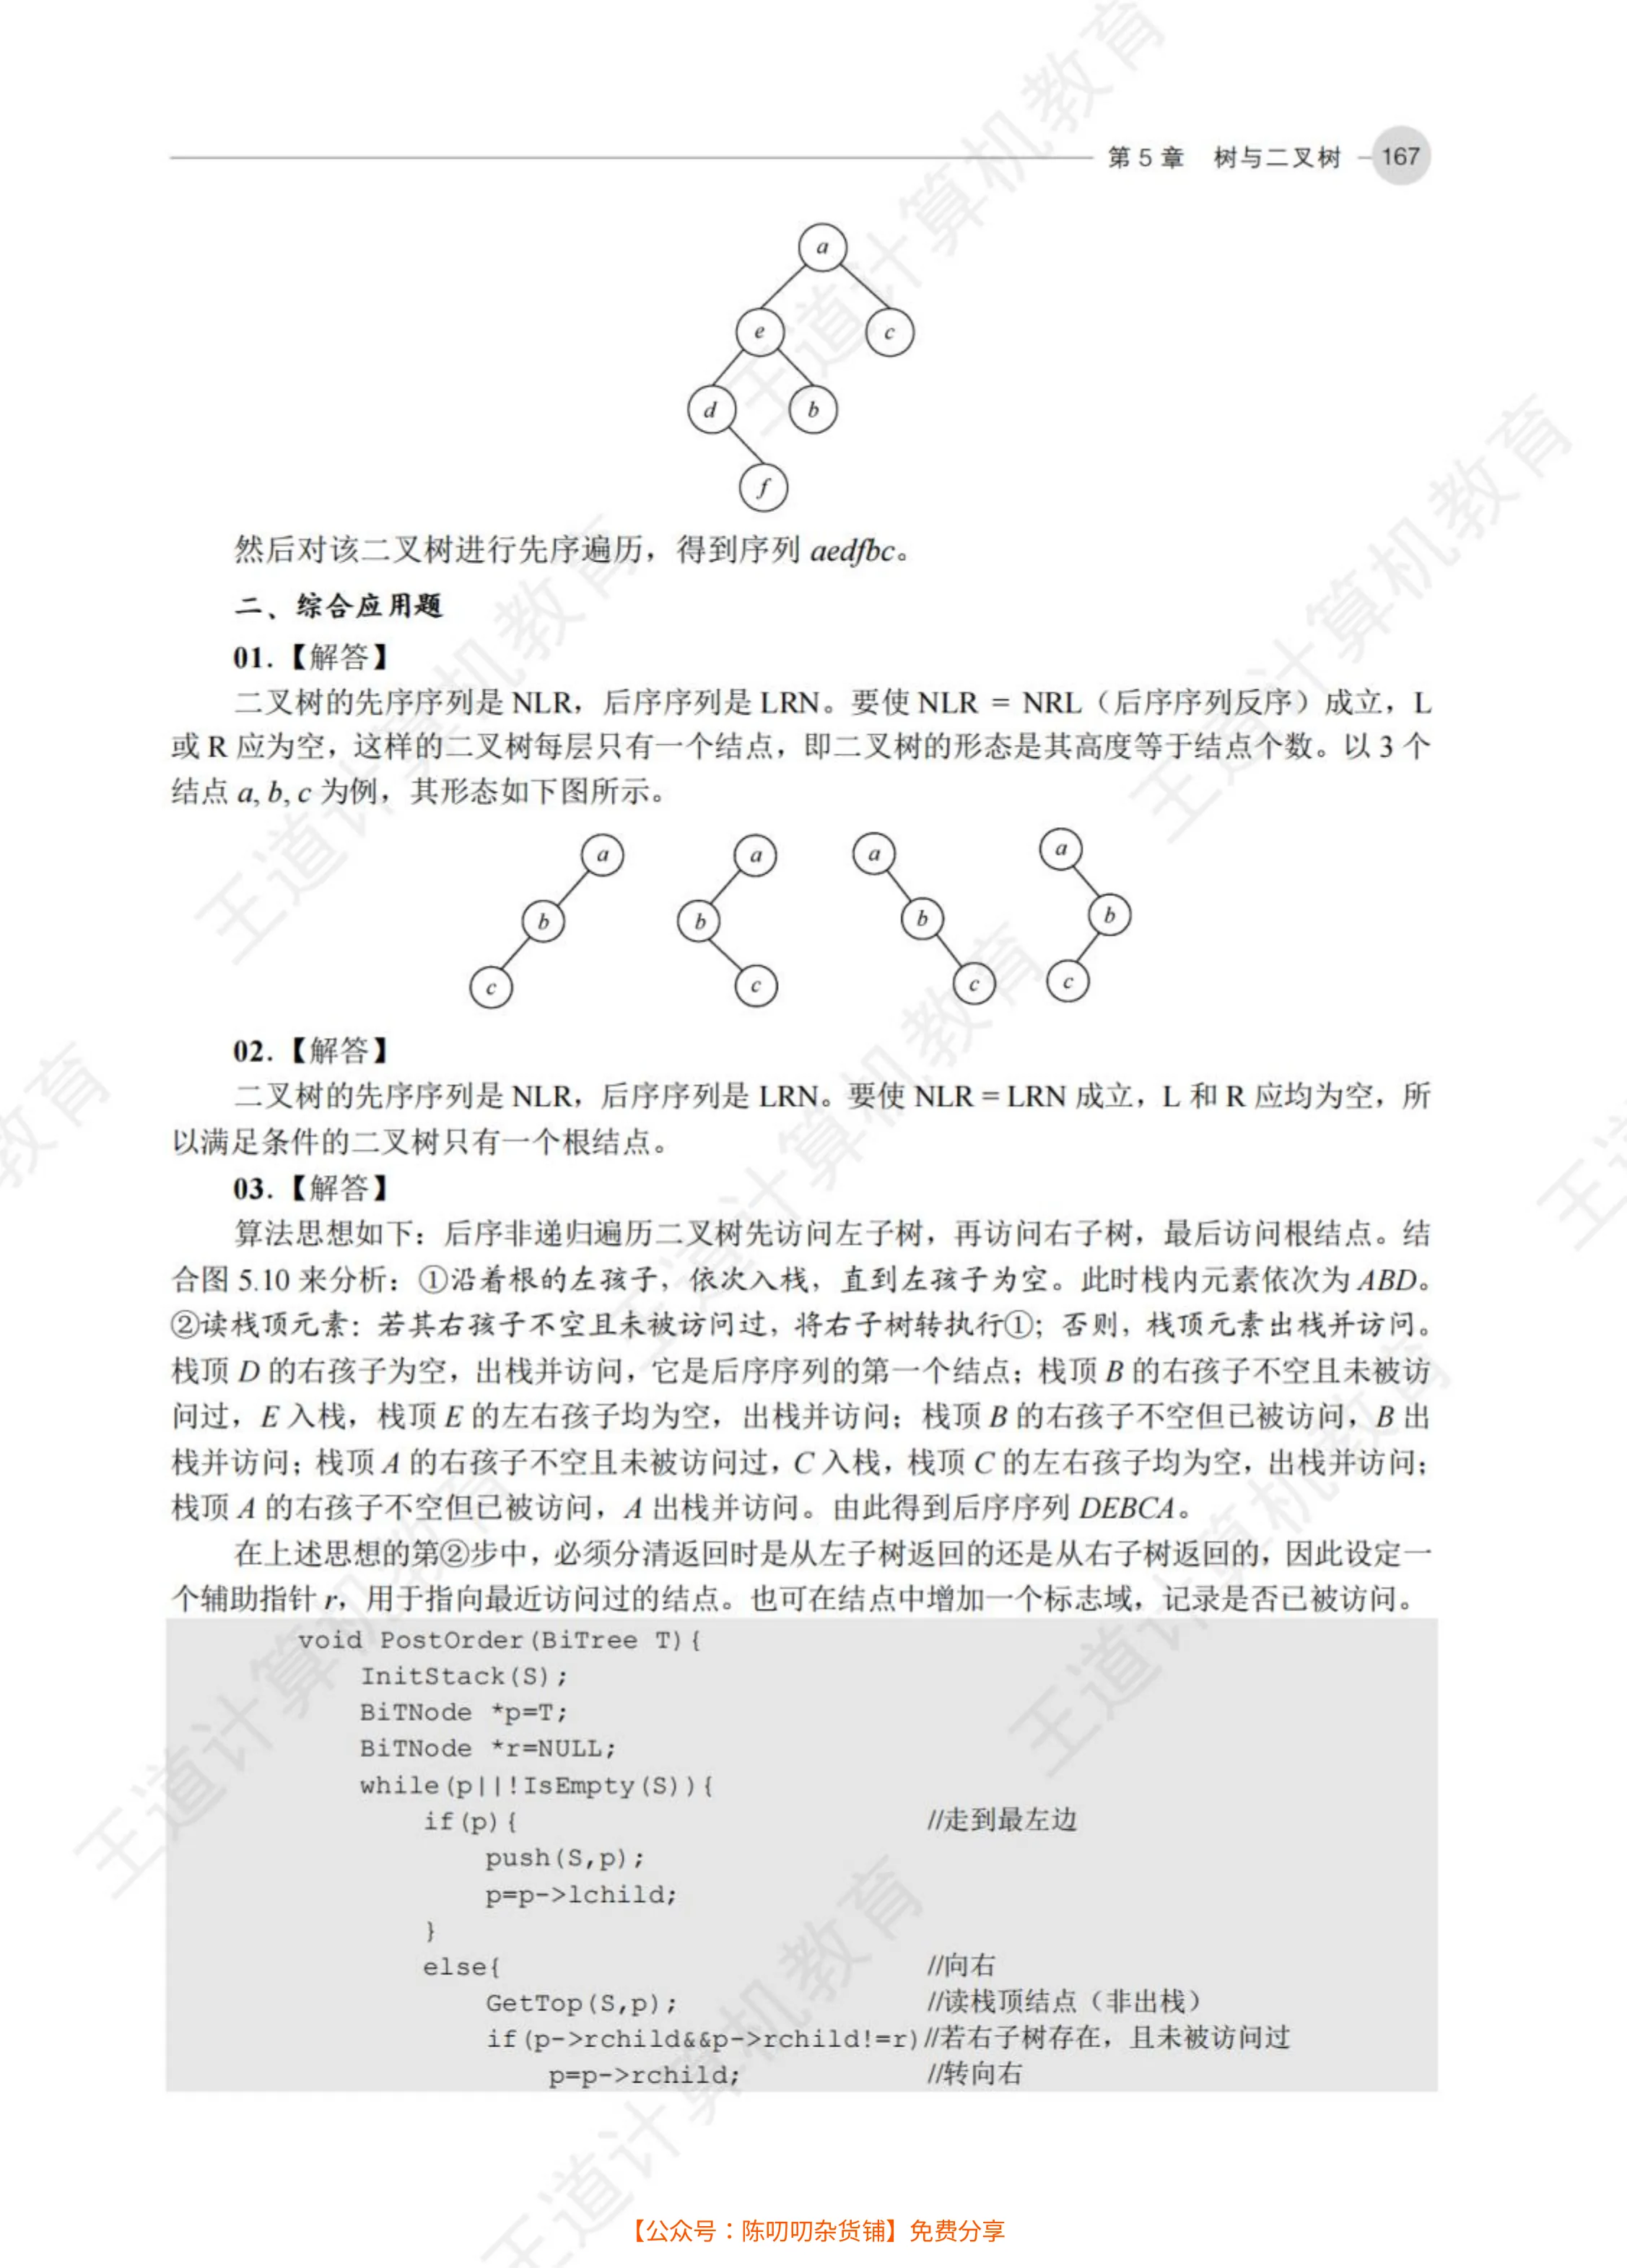 第 5 章 树与二叉树 167
a
e c
d b
f
然后对该二叉树进行先序遍历，得到序列 aedfbc。
二、综合应用题
01.【解答】
二叉树的先序序列是 NLR，后序序列是 LRN。要使 NLR = NRL（后序序列反序）成立，L
或 R 应为空，这样的二叉树每层只有一个结点，即二叉树的形态是其高度等于结点个数。以 3 个
结点 a, b, c 为例，其形态如下图所示。
a a a a
b b b b
c c c c
02.【解答】
二叉树的先序序列是 NLR，后序序列是 LRN。要使 NLR = LRN 成立，L 和 R 应均为空，所
以满足条件的二叉树只有一个根结点。
03.【解答】
算法思想如下：后序非递归遍历二叉树先访问左子树，再访问右子树，最后访问根结点。结
合图 5.10 来分析：①沿着根的左孩子，依次入栈，直到左孩子为空。此时栈内元素依次为 ABD。
②读栈顶元素：若其右孩子不空且未被访问过，将右子树转执行①；否则，栈顶元素出栈并访问。
栈顶 D 的右孩子为空，出栈并访问，它是后序序列的第一个结点；栈顶 B 的右孩子不空且未被访
问过，E 入栈，栈顶 E 的左右孩子均为空，出栈并访问；栈顶 B 的右孩子不空但已被访问，B 出
栈并访问；栈顶 A 的右孩子不空且未被访问过，C 入栈，栈顶 C 的左右孩子均为空，出栈并访问；
栈顶 A 的右孩子不空但已被访问，A 出栈并访问。由此得到后序序列 DEBCA。
在上述思想的第②步中，必须分清返回时是从左子树返回的还是从右子树返回的，因此设定一
个辅助指针 r，用于指向最近访问过的结点。也可在结点中增加一个标志域，记录是否已被访问。
void PostOrder(BiTree T){
InitStack(S);
BiTNode *p=T;
BiTNode *r=NULL;
while(p||!IsEmpty(S)){
if(p){ //走到最左边
push(S,p);
p=p->lchild;
}
else{ //向右
GetTop(S,p); //读栈顶结点（非出栈）
if(p->rchild&&p->rchild!=r)//若右子树存在，且未被访问过
p=p->rchild; //转向右
【公众号：陈叨叨杂货铺】免费分享
王道计算机教育